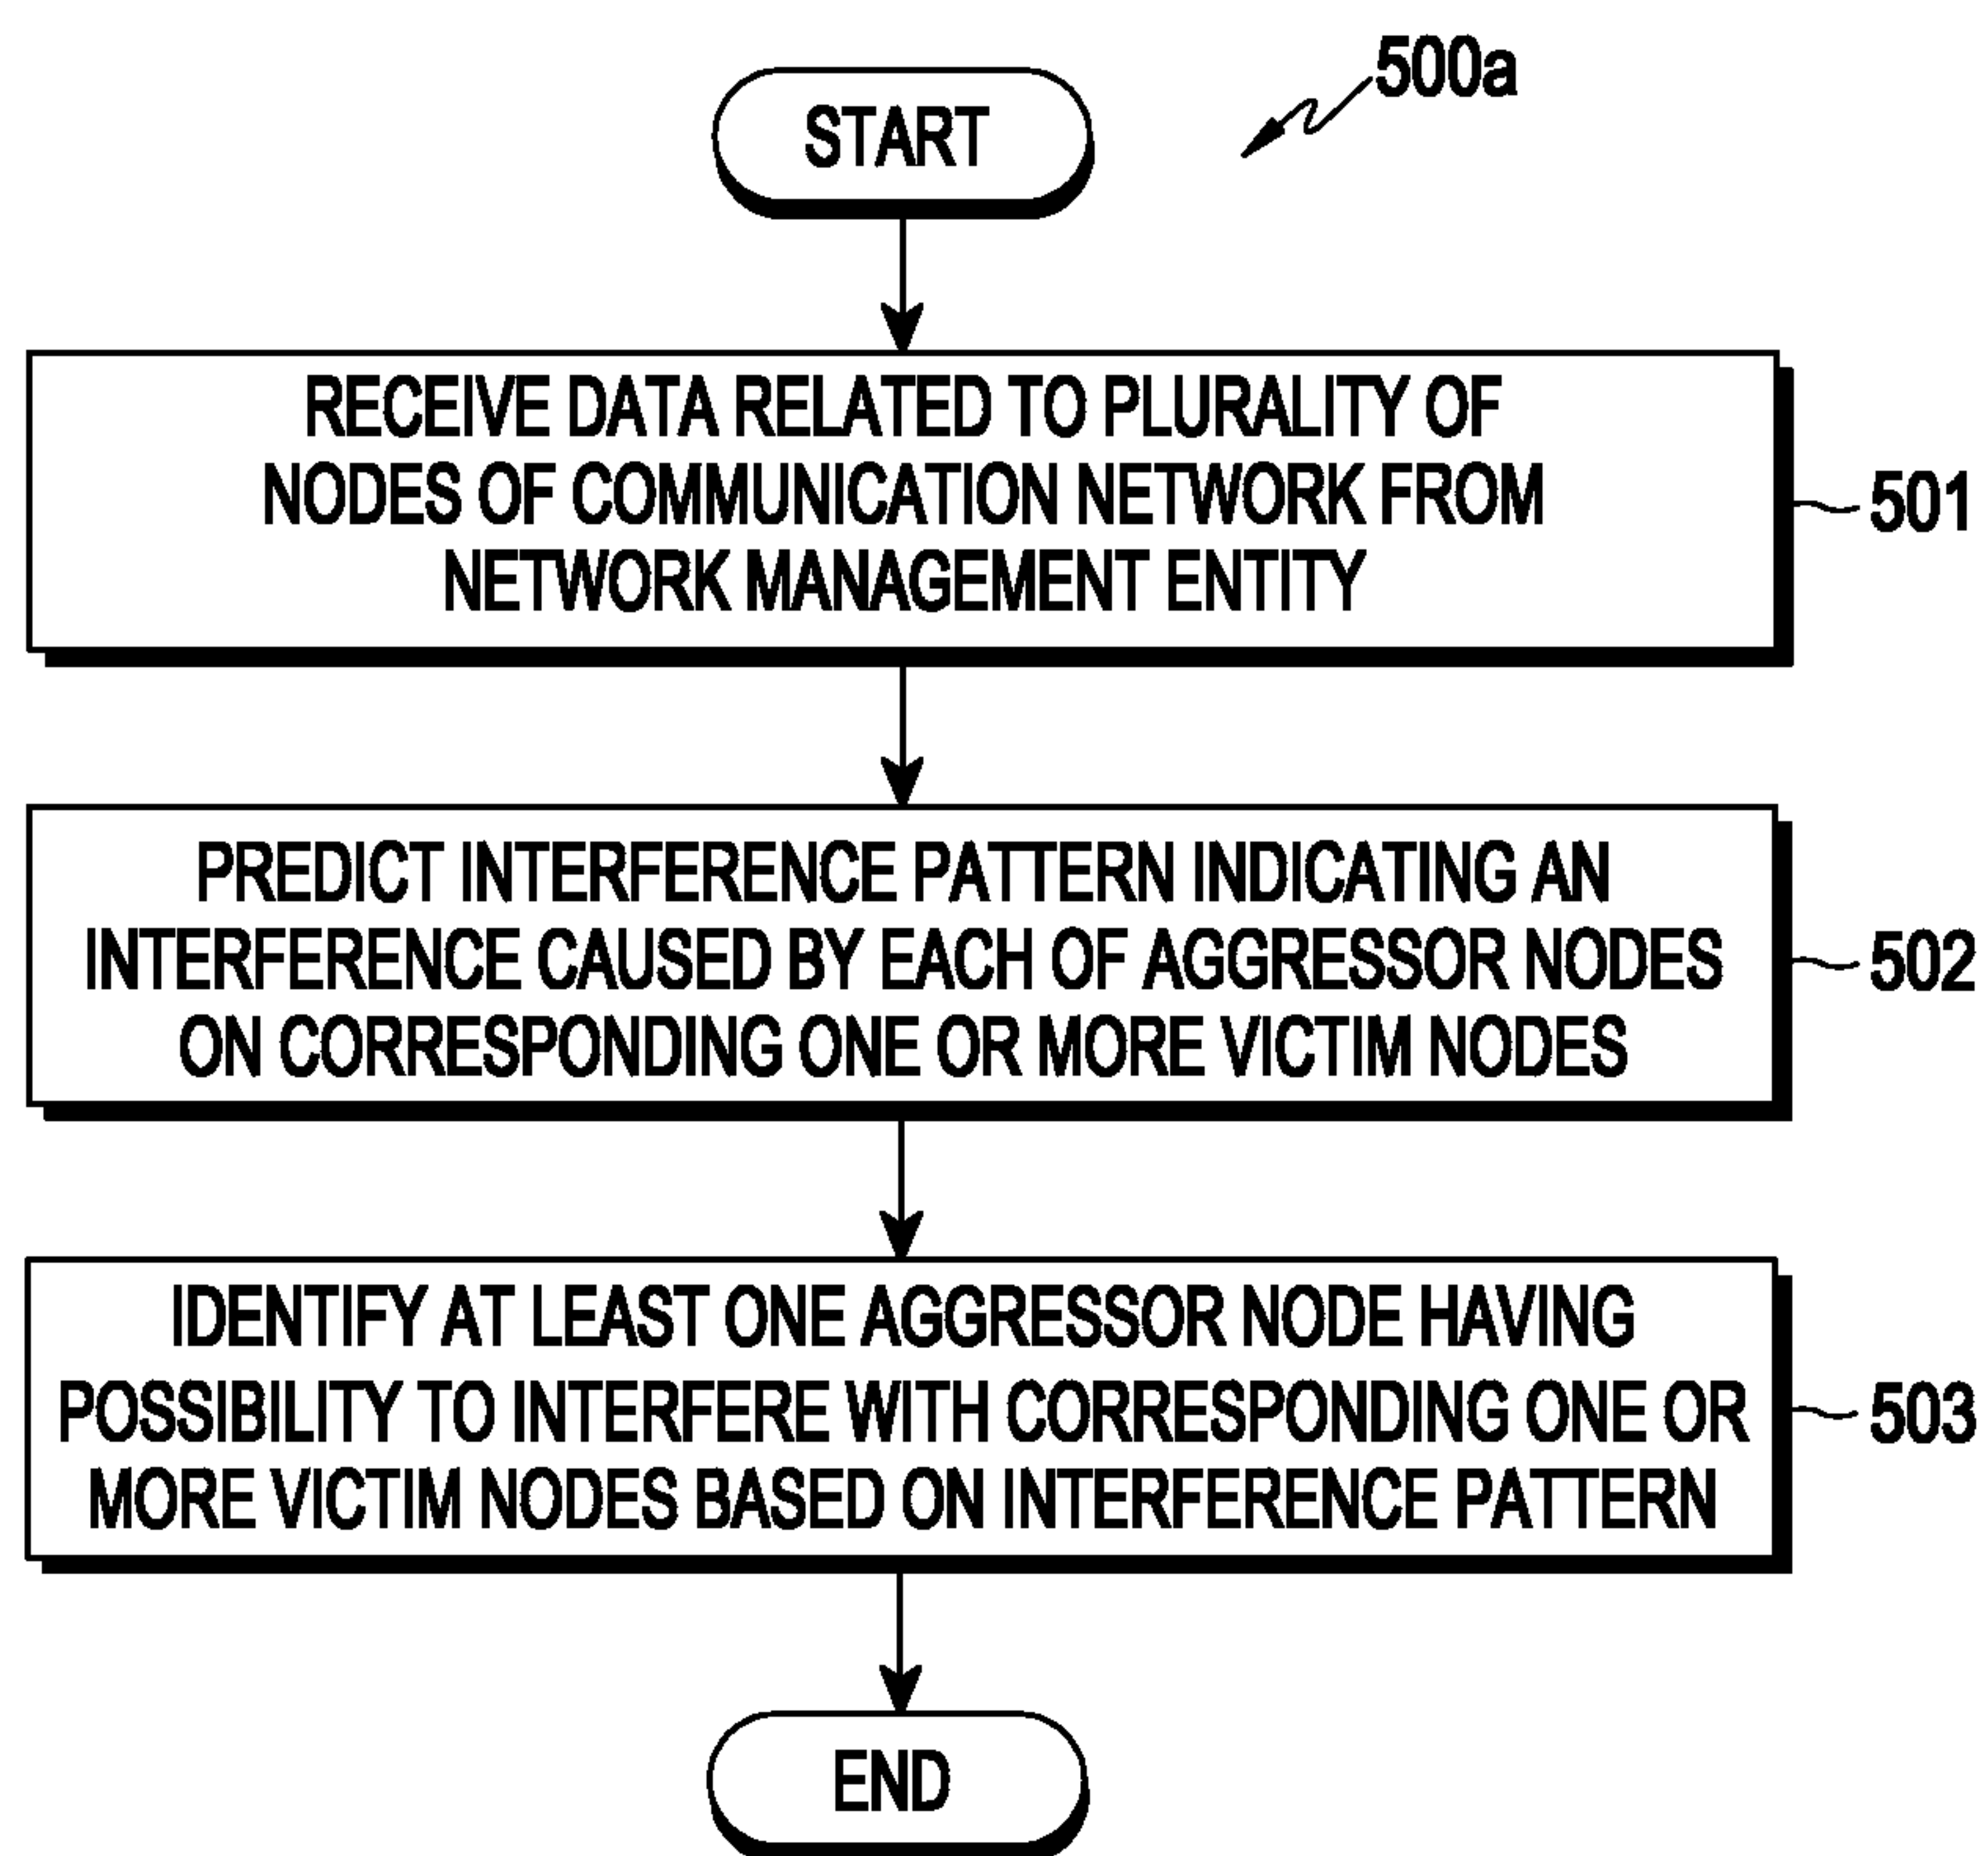 500a
START
RECEIVE DATA RELATED TO PLURALITY OF
NODES OF COMMUNICATION NETWORK FROM
NETWORK MANAGEMENT ENTITY
501
PREDICT INTERFERENCE PATTERN INDICATING AN
INTERFERENCE CAUSED BY EACH OF AGGRESSOR NODES
ON CORRESPONDING ONE OR MORE VICTIM NODES
502
IDENTIFY AT LEAST ONE AGGRESSOR NODE HAVING
POSSIBILITY TO INTERFERE WITH CORRESPONDING ONE OR
MORE VICTIM NODES BASED ON INTERFERENCE PATTERN
503
END